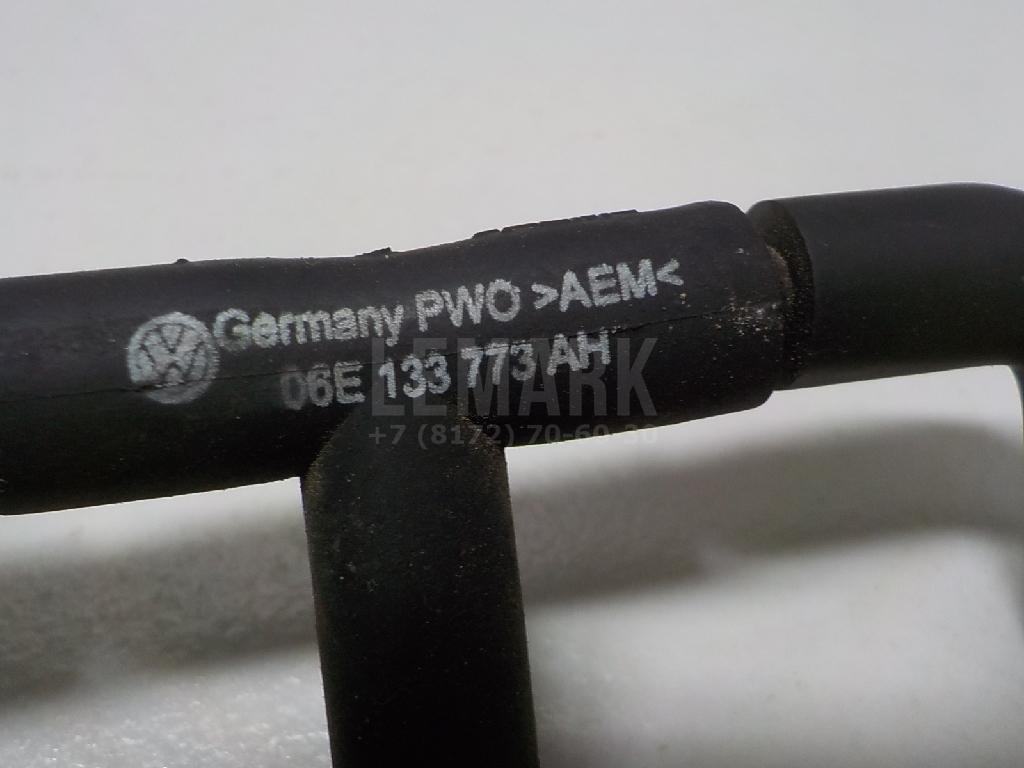 Germany PWO >AEM<
06E 133 773 AH
LEMARK
+7 (8172) 70-60-30